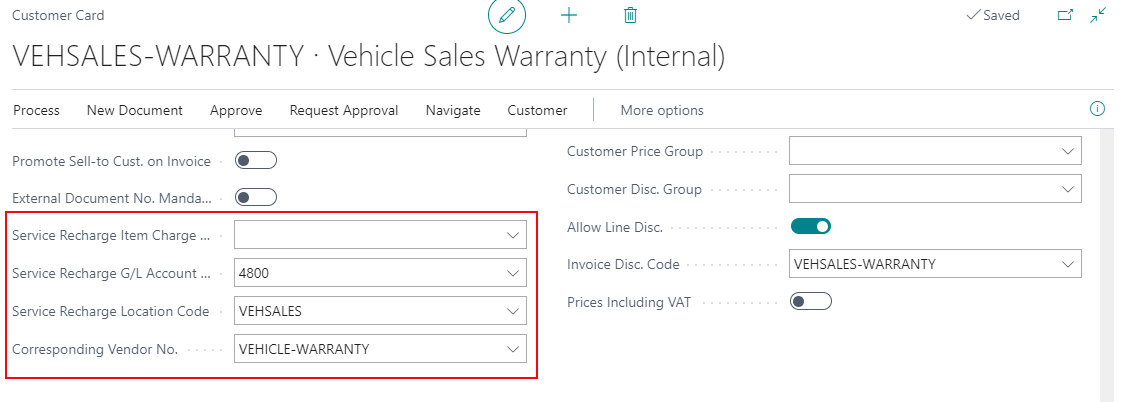 Customer Card
Saved
VEHSALES-WARRANTY · Vehicle Sales Warranty (Internal)
Process New Document Approve Request Approval Navigate Customer More options
Promote Sell-to Cust. on Invoice
External Document No. Manda...
Service Recharge Item Charge ...
Service Recharge G/L Account ... 4800
Service Recharge Location Code VEHSALES
Corresponding Vendor No. VEHICLE-WARRANTY
Customer Price Group
Customer Disc. Group
Allow Line Disc.
Invoice Disc. Code VEHSALES-WARRANTY
Prices Including VAT